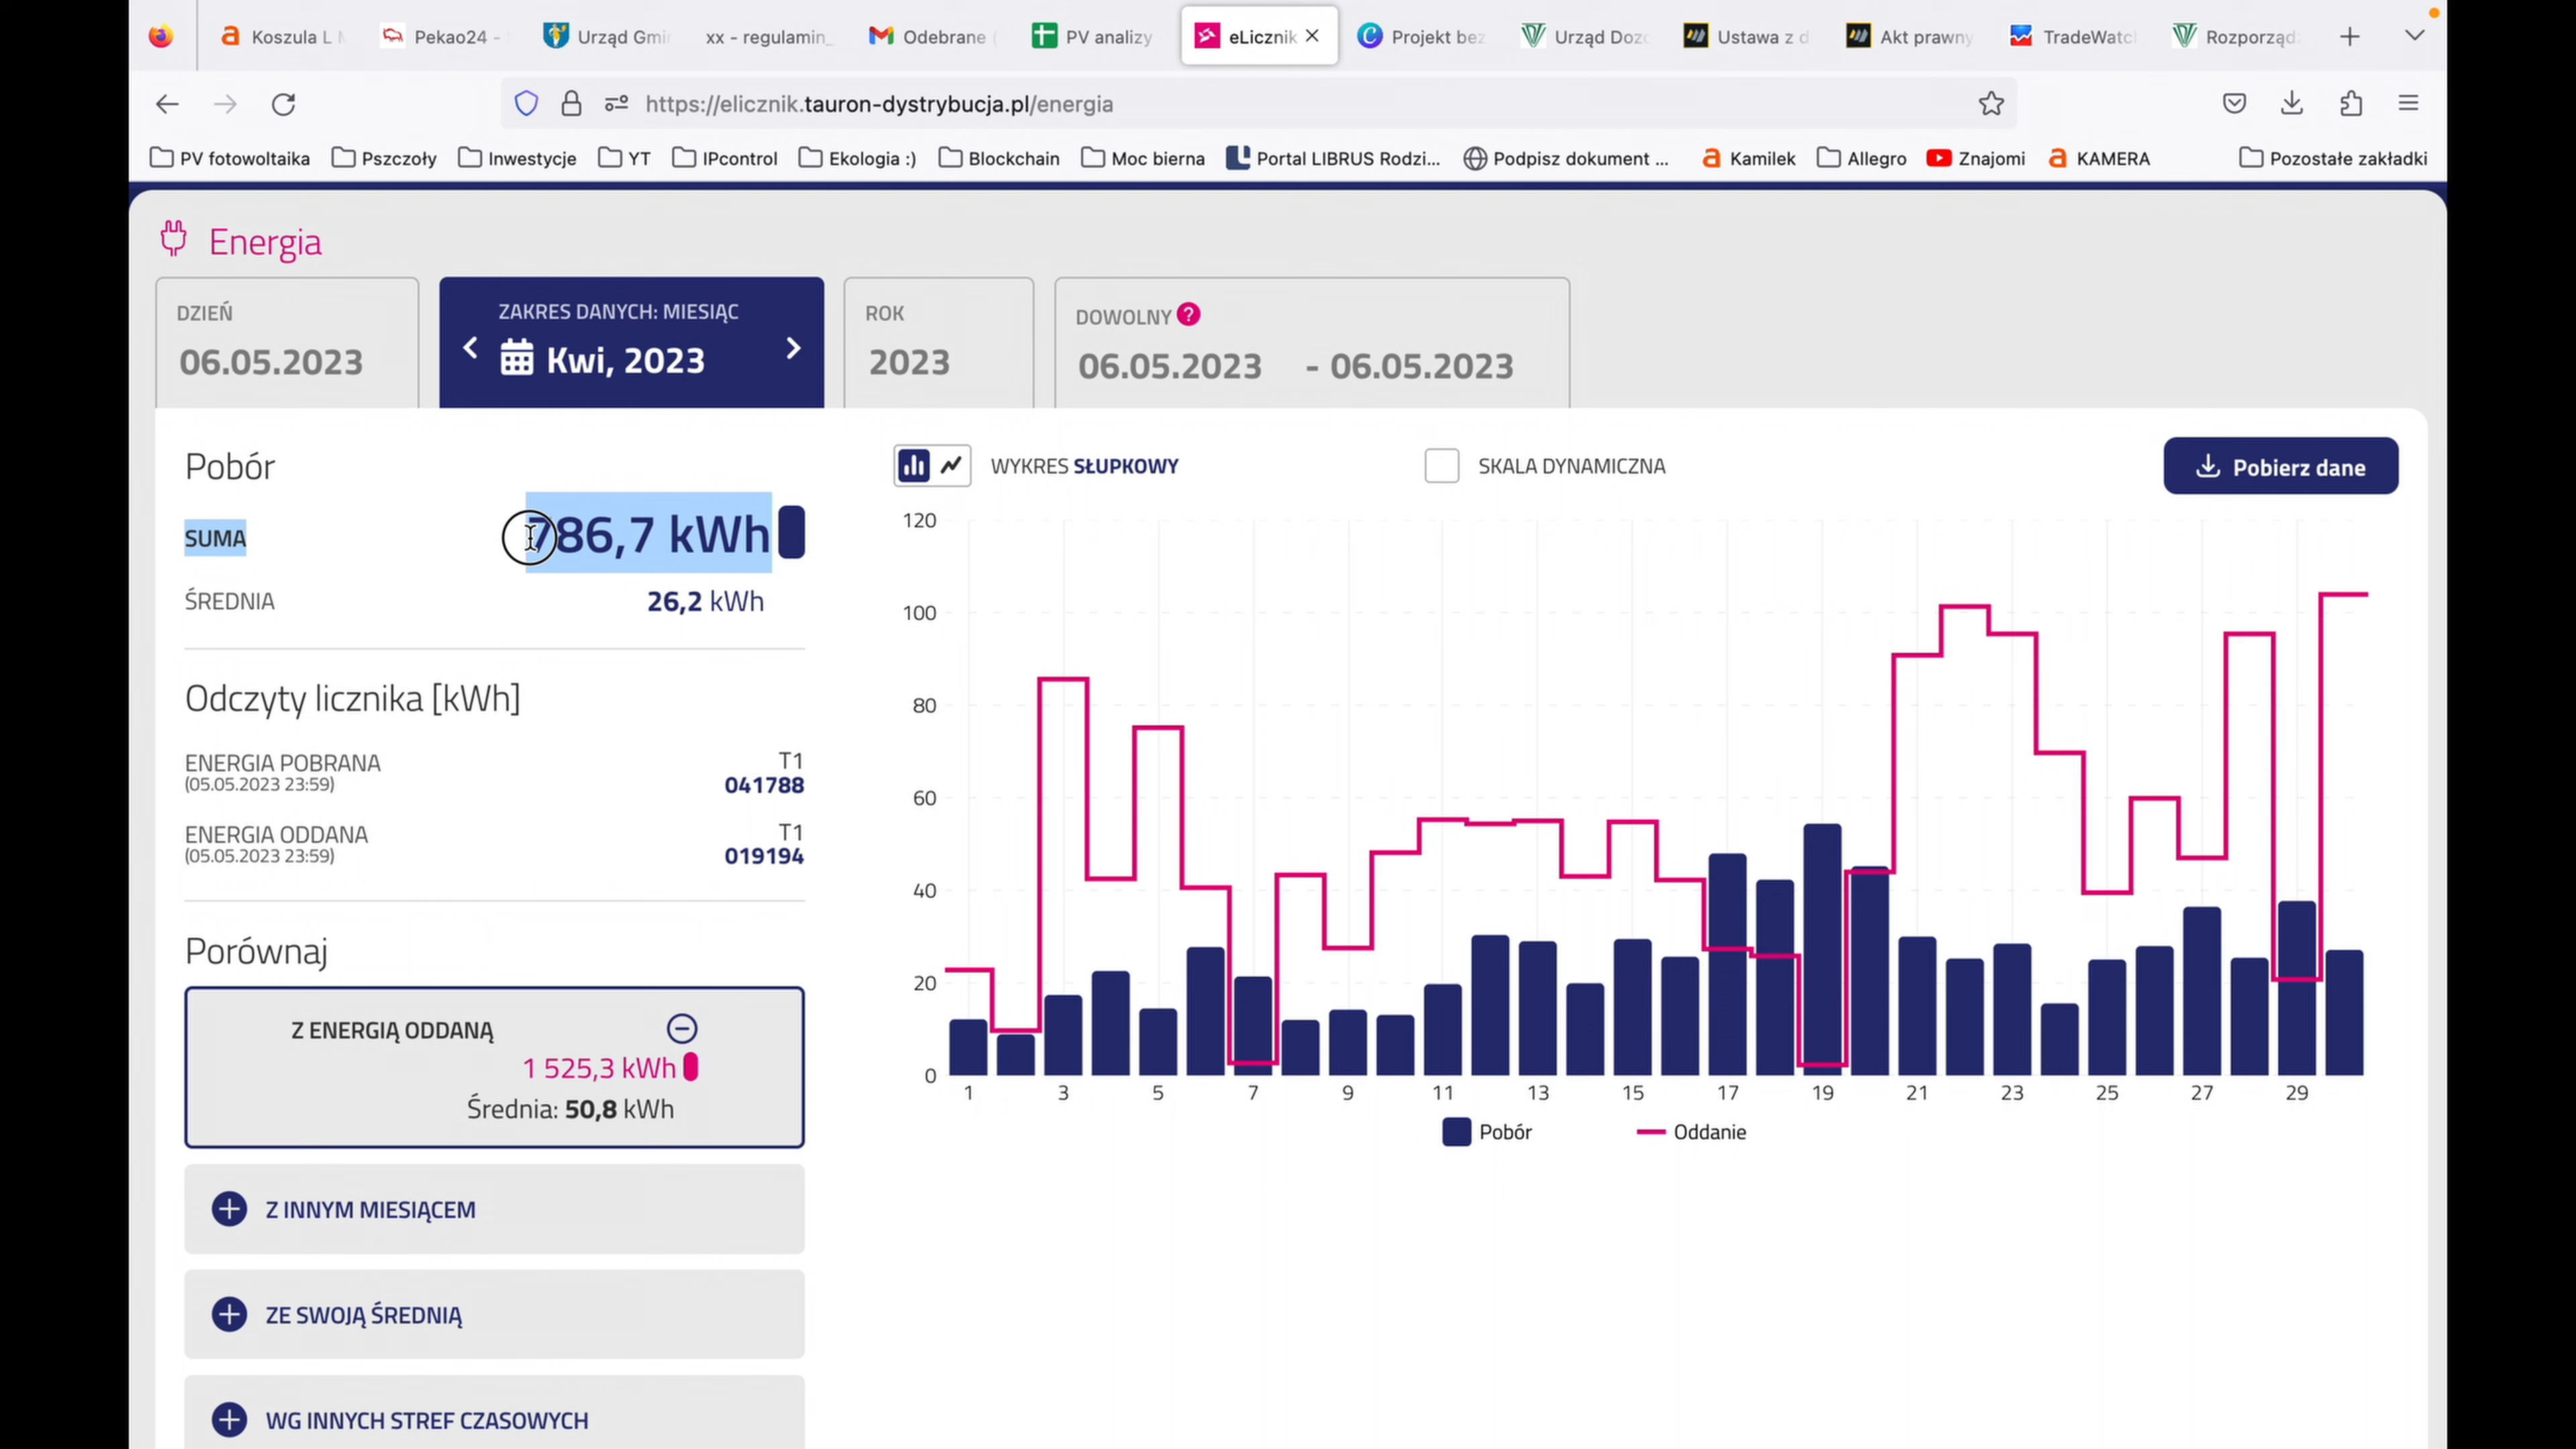 Koszula L
Pekao24 -
Urząd Gmi
xx - regulamin_
Odebrane (
PV analizy
eLicznik
Projekt bez
Urząd Dozo
Ustawa z d
Akt prawny
TradeWatc
Rozporząd
https://elicznik.tauron-dystrybucja.pl/energia
PV fotowoltaika
Pszczoły
Inwestycje
YT
IPcontrol
Ekologia :)
Blockchain
Moc bierna
Portal LIBRUS Rodzi...
Podpisz dokument ...
Kamilek
Allegro
Znajomi
KAMERA
Pozostałe zakładki
Energia
DZIEŃ
06.05.2023
ZAKRES DANYCH: MIESIĄC
Kwi, 2023
ROK
2023
DOWOLNY ?
06.05.2023 - 06.05.2023
Pobór
SUMA 786,7 kWh
ŚREDNIA 26,2 kWh
Odczyty licznika [kWh]
ENERGIA POBRANA T1
(05.05.2023 23:59) 041788
ENERGIA ODDANA T1
(05.05.2023 23:59) 019194
Porównaj
Z ENERGIĄ ODDANĄ
1 525,3 kWh
Średnia: 50,8 kWh
Z INNYM MIESIĄCEM
ZE SWOJĄ ŚREDNIĄ
WG INNYCH STREF CZASOWYCH
WYKRES SŁUPKOWY
SKALA DYNAMICZNA
Pobierz dane
120
100
80
60
40
20
0
1 3 5 7 9 11 13 15 17 19 21 23 25 27 29
Pobór
Oddanie